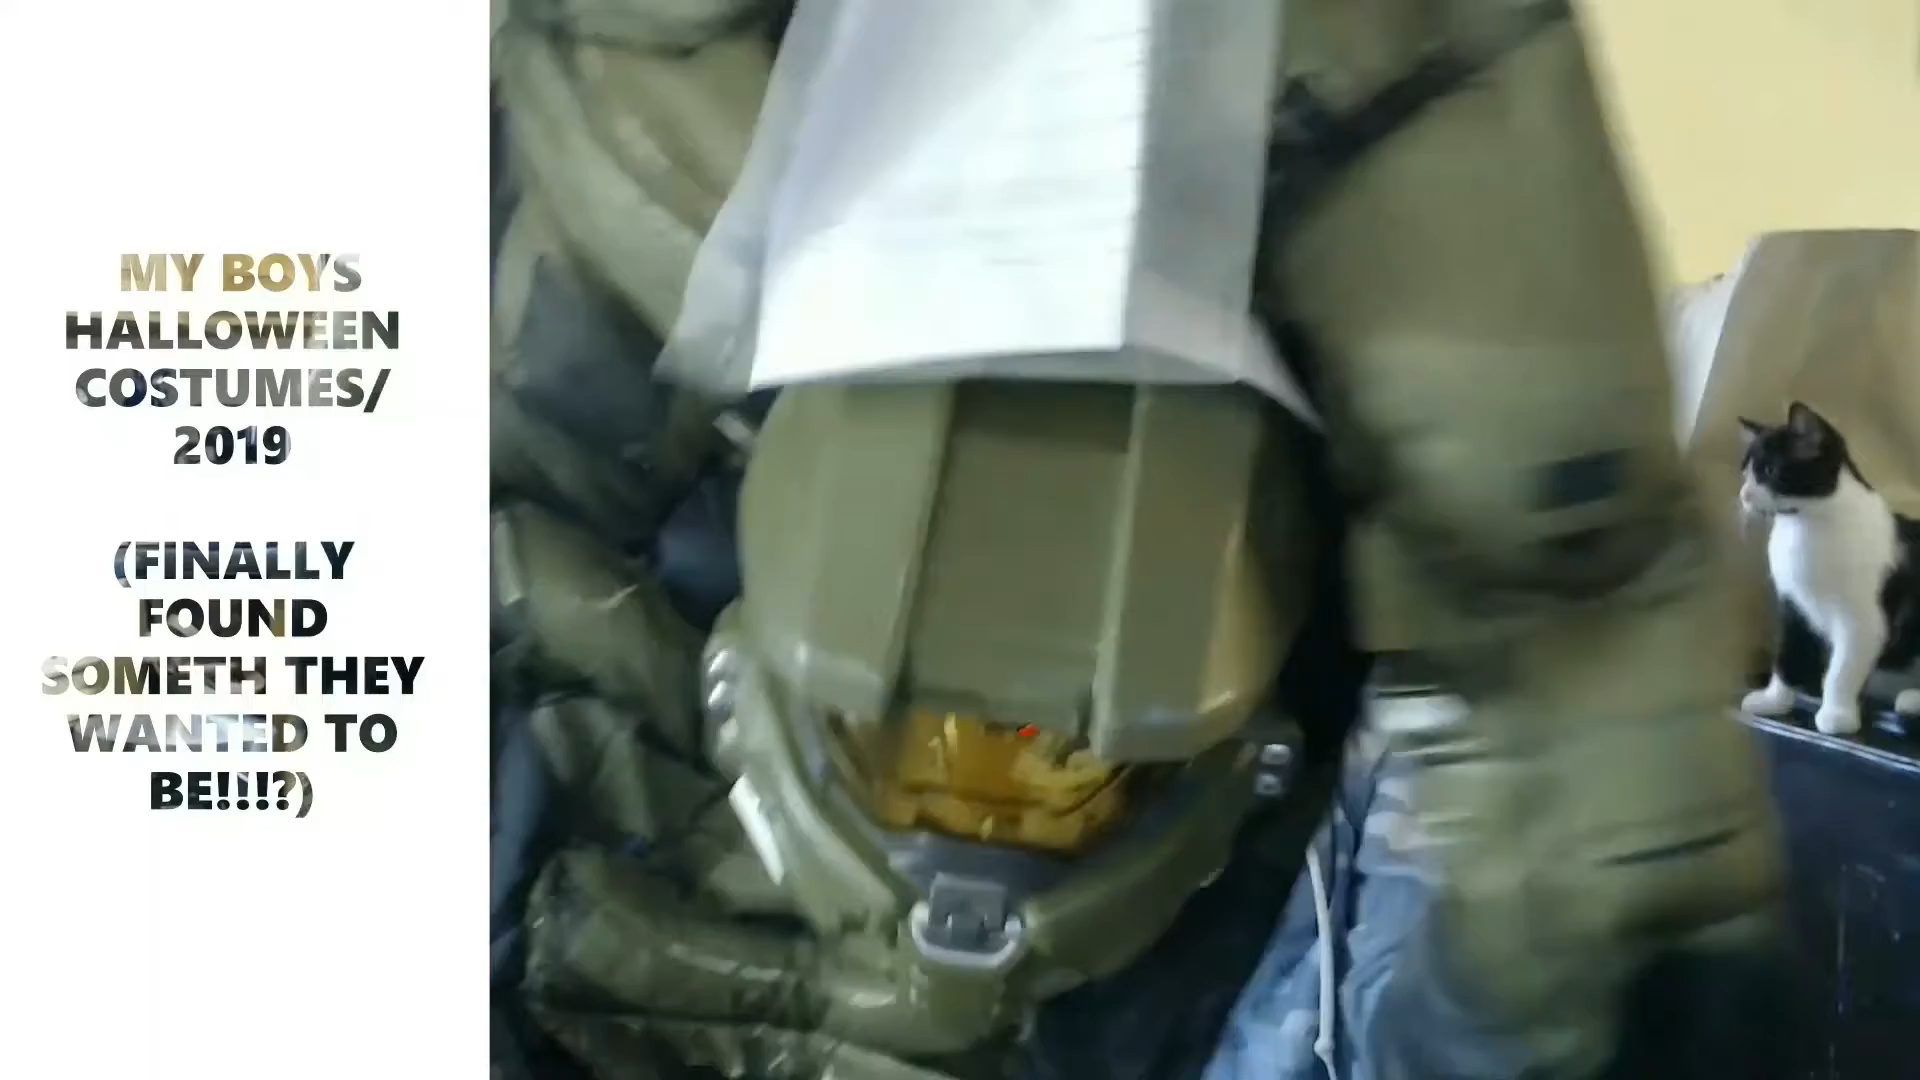 MY BOYS
HALLOWEEN
COSTUMES/
2019
(FINALLY
FOUND
SOMETH THEY
WANTED TO
BE!!!?)